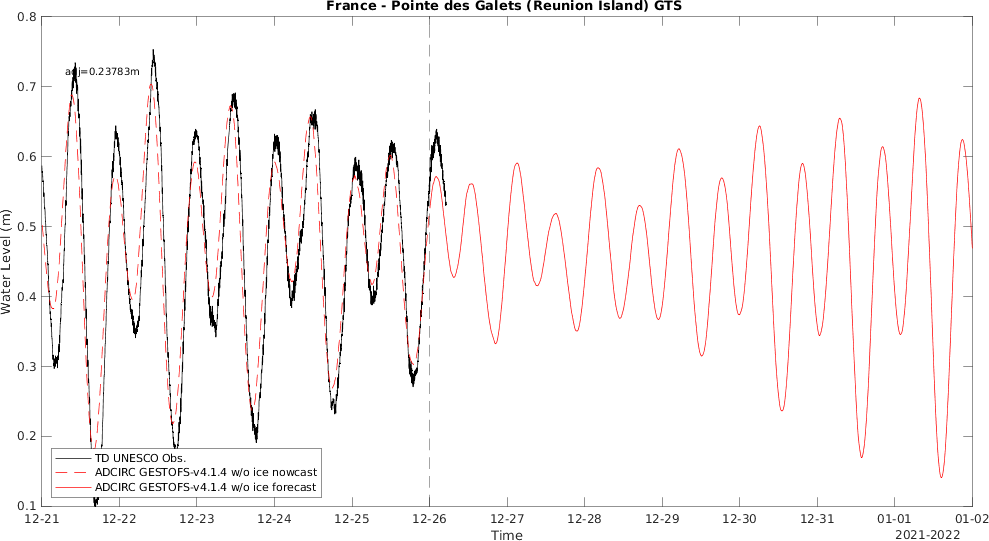 France - Pointe des Galets (Reunion Island) GTS
0.8
0.7
0.6
0.5
0.4
0.3
0.2
0.1
Water Level (m)
adj=0.23783m
TD UNESCO Obs.
ADCIRC GESTOFS-v4.1.4 w/o ice nowcast
ADCIRC GESTOFS-v4.1.4 w/o ice forecast
12-21 12-22 12-23 12-24 12-25 12-26 12-27 12-28 12-29 12-30 12-31 01-01 01-02
Time
2021-2022